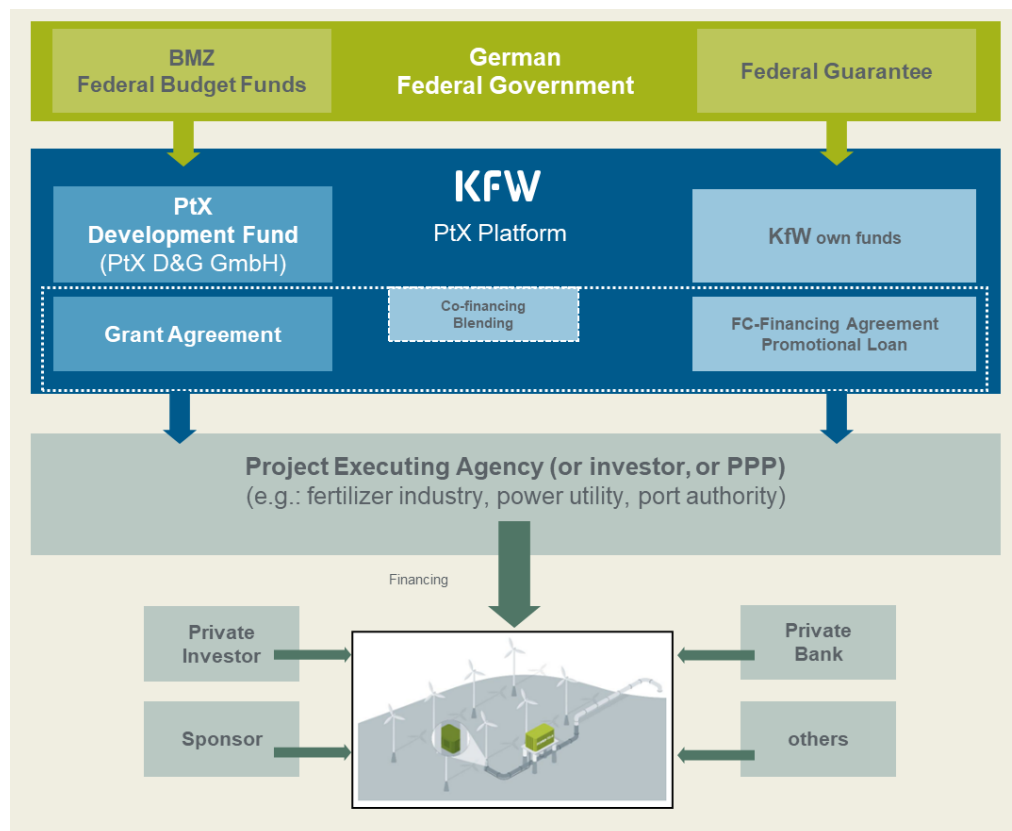 BMZ
Federal Budget Funds
German
Federal Government
Federal Guarantee
KFW
PtX Platform
PtX
Development Fund
(PtX D&G GmbH)
KfW own funds
Co-financing
Blending
Grant Agreement
FC-Financing Agreement
Promotional Loan
Project Executing Agency (or investor, or PPP)
(e.g.: fertilizer industry, power utility, port authority)
Financing
Private
Investor
Private
Bank
Sponsor
others